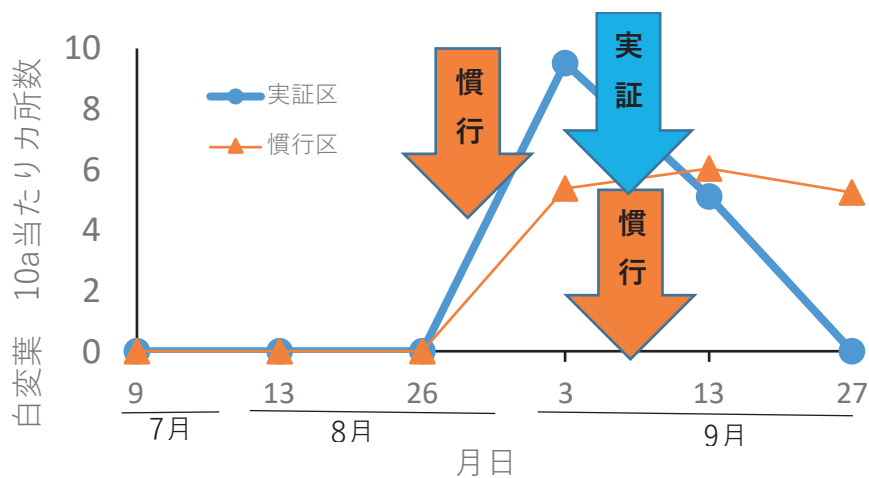 白変葉 10a当たりカ所数
10
8
6
4
2
0
実証区
慣行区
慣行
実証
慣行
9 13 26 3 13 27
7月 8月 9月
月日